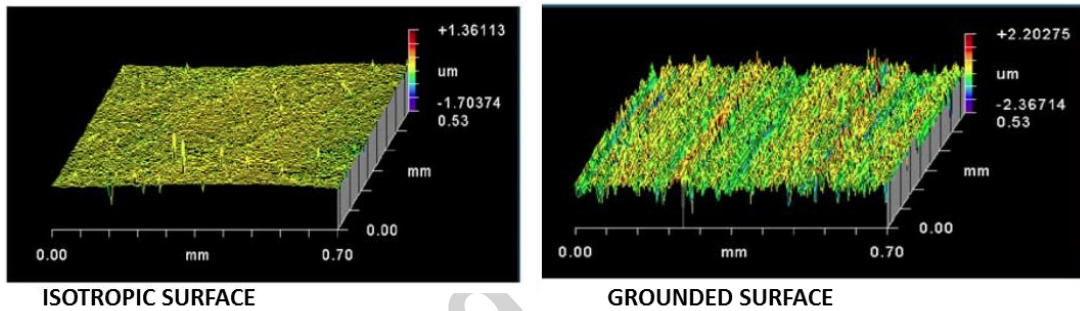 +1.36113
um
-1.70374
0.53
mm
0.00
0.00
mm
0.70
ISOTROPIC SURFACE
+2.20275
um
-2.36714
0.53
mm
0.00
0.00
mm
0.70
GROUNDED SURFACE